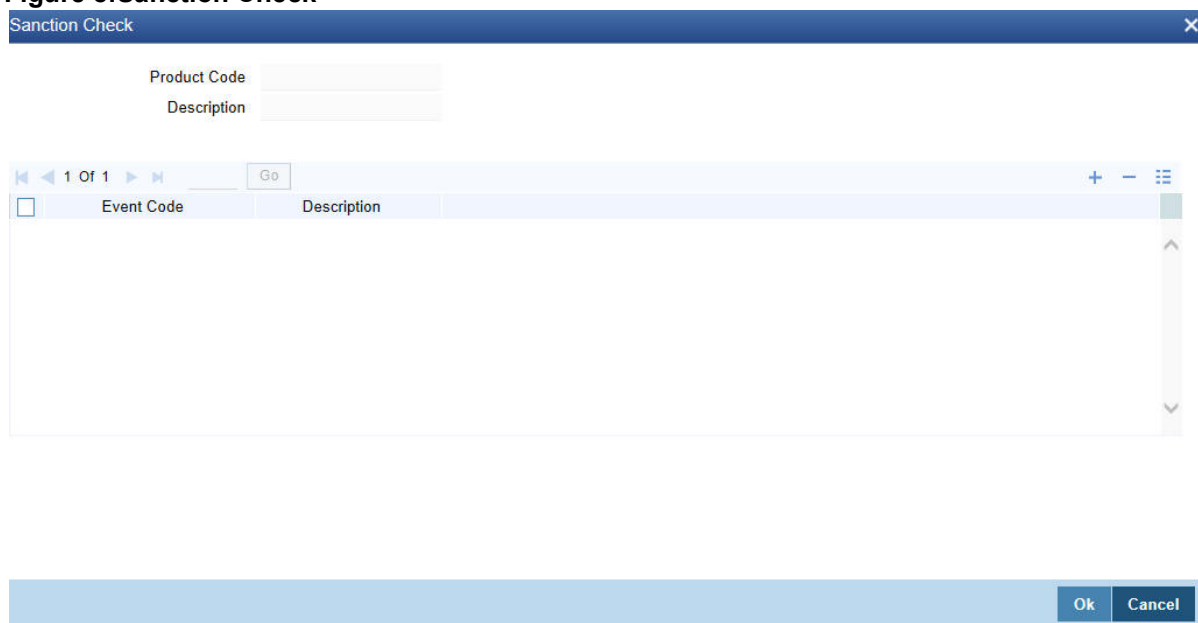 Sanction Check
Product Code
Description
1 Of 1 Go
Event Code Description
Ok Cancel